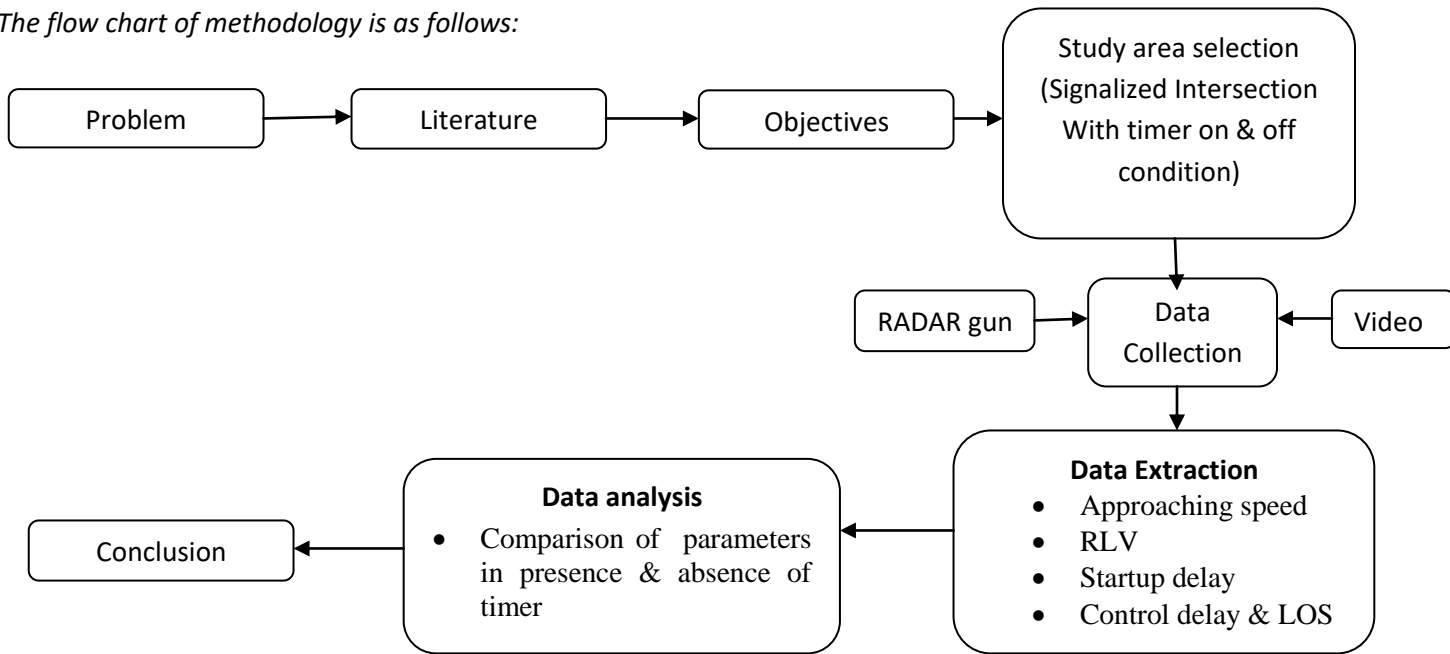 The flow chart of methodology is as follows:
Problem
Literature
Objectives
Study area selection
(Signalized Intersection
With timer on & off
condition)
RADAR gun
Data
Collection
Video
Data Extraction
• Approaching speed
• RLV
• Startup delay
• Control delay & LOS
Data analysis
• Comparison of parameters
in presence & absence of
timer
Conclusion